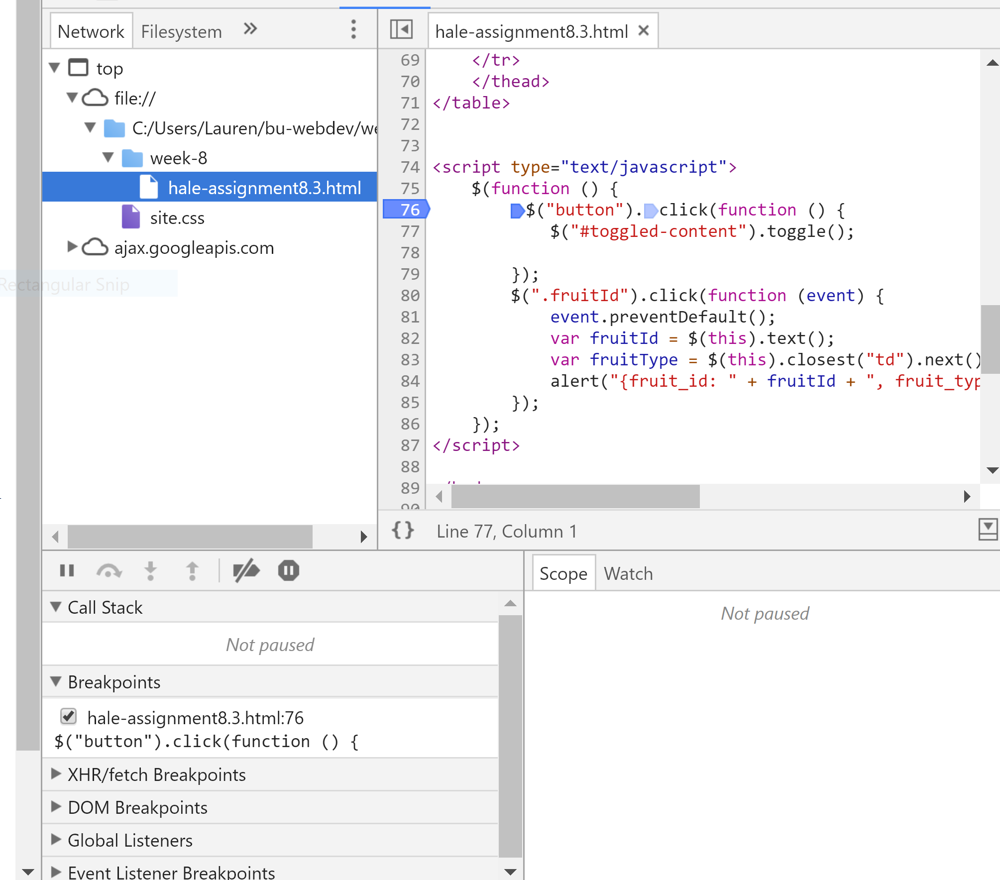 Network Filesystem
top
file://
C:/Users/Lauren/bu-webdev/we
week-8
hale-assignment8.3.html
site.css
ajax.googleapis.com
Rectangular Snip
hale-assignment8.3.html ×
69 </tr>
70 </thead>
71 </table>
72
73
74 <script type="text/javascript">
75 $(function () {
76 $("button").click(function () {
77 $("#toggled-content").toggle();
78
79 });
80 $(".fruitId").click(function (event) {
81 event.preventDefault();
82 var fruitId = $(this).text();
83 var fruitType = $(this).closest("td").next()
84 alert("{fruit_id: " + fruitId + ", fruit_typ
85 });
86 });
87 </script>
88
89
90
{} Line 77, Column 1
Call Stack
Not paused
Breakpoints
hale-assignment8.3.html:76
$("button").click(function () {
XHR/fetch Breakpoints
DOM Breakpoints
Global Listeners
Event Listener Breakpoints
Scope Watch
Not paused